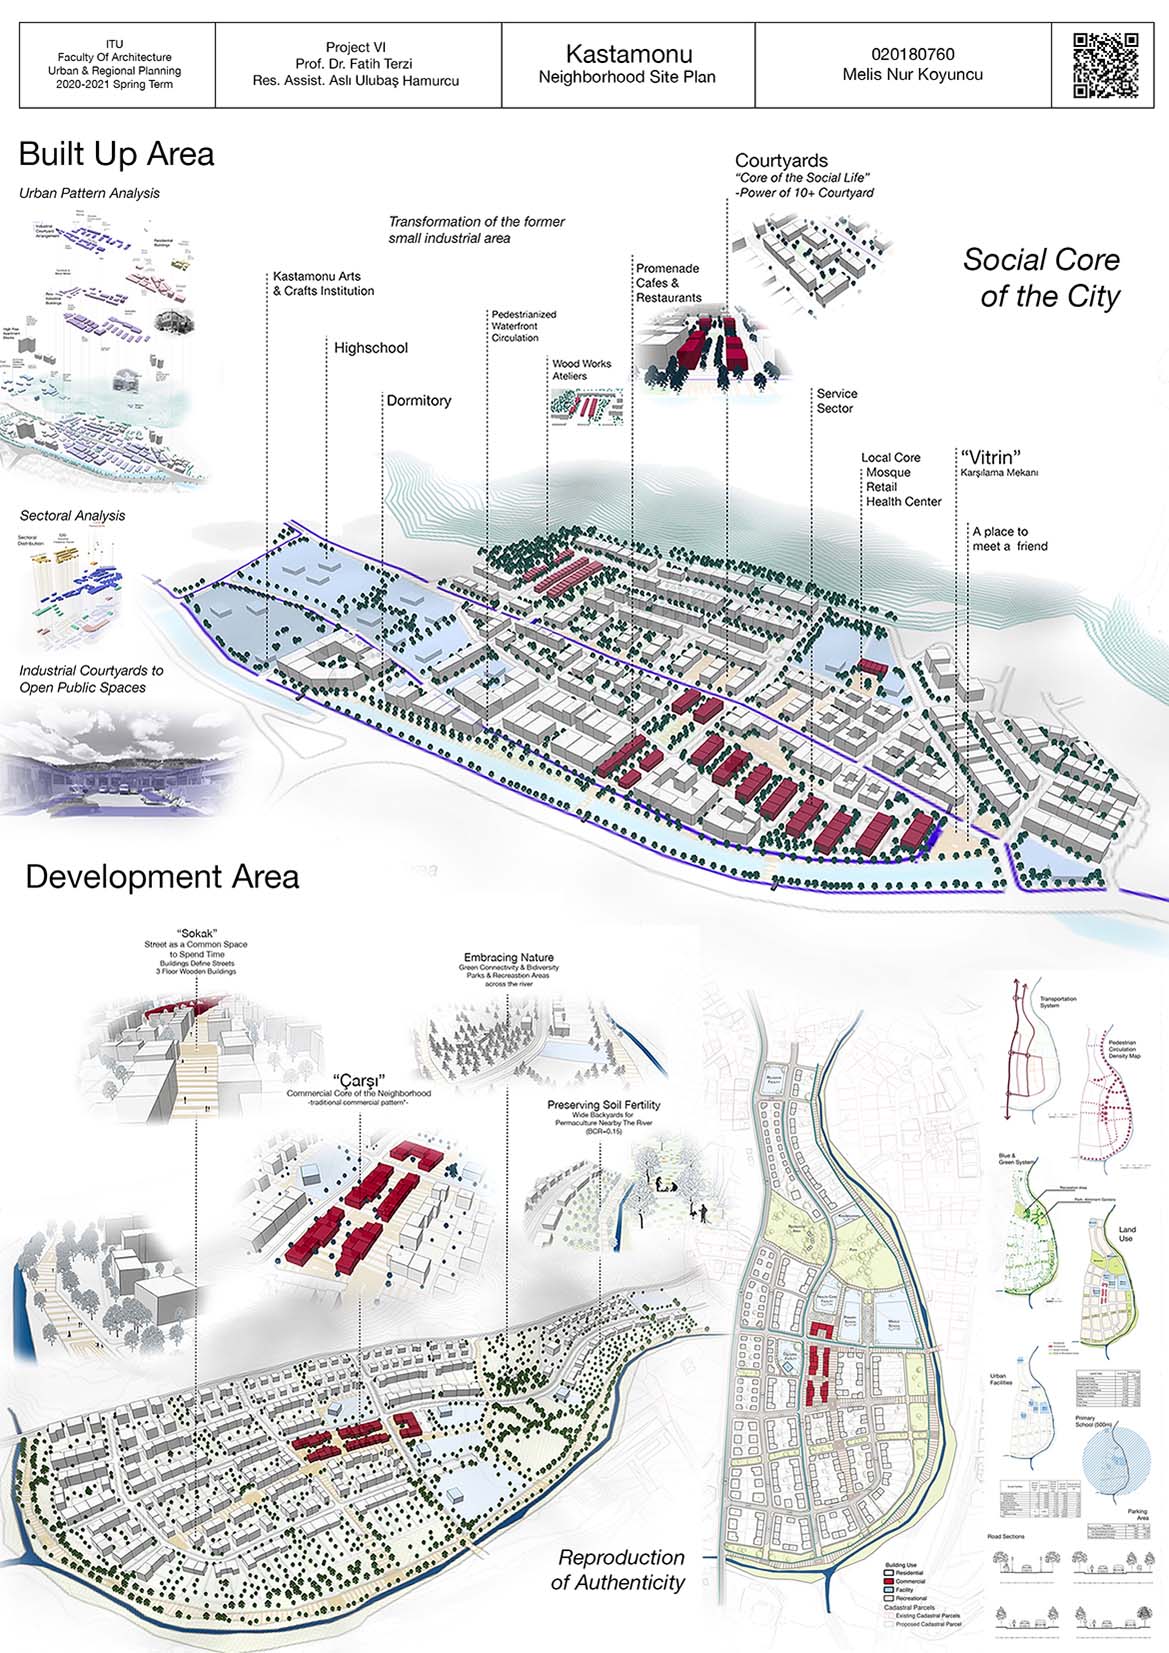 ITU
Faculty Of Architecture
Urban & Regional Planning
2020-2021 Spring Term
Project VI
Prof. Dr. Fatih Terzi
Res. Assist. Aslı Ulubaş Hamurcu
Kastamonu
Neighborhood Site Plan
020180760
Melis Nur Koyuncu
Built Up Area
Urban Pattern Analysis
Industrial
Courtyard
Arrangement
Residential
Buildings
Transformation of the former
small industrial area
Courtyards
“Core of the Social Life”
-Power of 10+ Courtyard
Social Core
of the City
Kastamonu Arts
& Crafts Institution
Highschool
Dormitory
Pedestrianized
Waterfront
Circulation
Promenade
Cafes &
Restaurants
Wood Works
Ateliers
Service
Sector
Local Core
Mosque
Retail
Health Center
“Vitrin”
Karşılama Mekanı
A place to
meet a friend
Sectoral Analysis
Sectoral
Distribution
Industrial Courtyards to
Open Public Spaces
Development Area
“Sokak”
Street as a Common Space
to Spend Time
Buildings Define Streets
3 Floor Wooden Buildings
Embracing Nature
Green Connectivity & Bidiversity
Parks & Recreastion Areas
across the river
“Çarşı”
Commercial Core of the Neighborhood
-traditional commercial pattern"-
Preserving Soil Fertility
Wide Backyards for
Permaculture Nearby The River
(BCR=0.15)
Transportation
System
Pedestrian
Circulation
Density Map
Blue &
Green System
Land
Use
Urban
Facilities
Primary
School (500m)
Parking
Area
Road Sections
Reproduction
of Authenticity
Building Use
Residential
Commercial
Facility
Recreational
Cadastral Parcels
Existing Cadastral Parcels
Proposed Cadastral Parcel